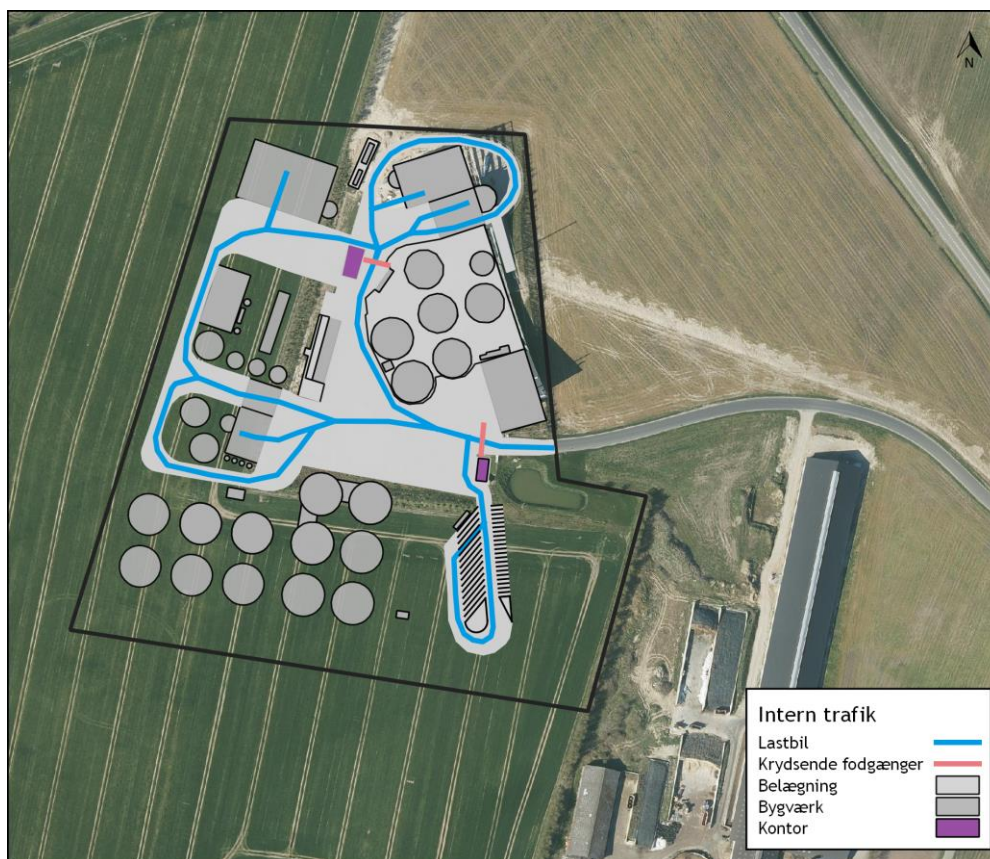 N
Intern trafik
Lastbil
Krydsende fodgænger
Belægning
Bygværk
Kontor